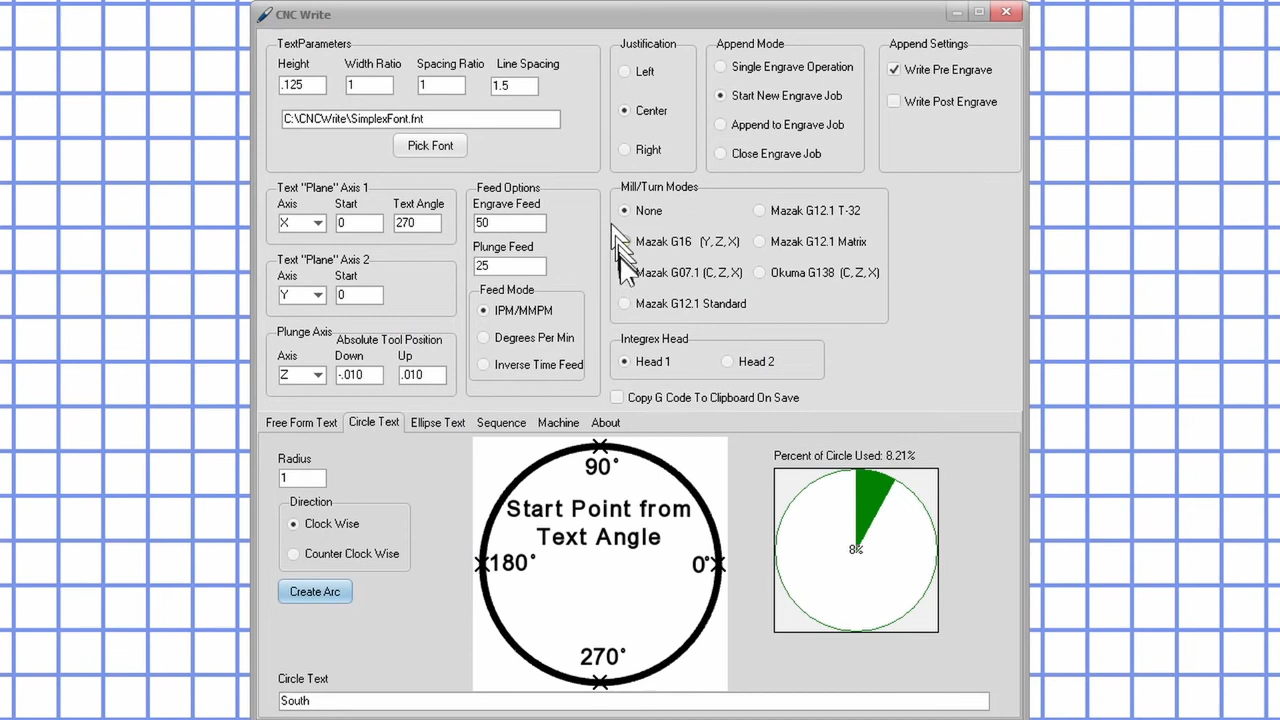 CNC Write
TextParameters
Height
Width Ratio
Spacing Ratio
Line Spacing
.125
1
1
1.5
C:\CNCWrite\SimplexFont.fnt
Pick Font
Justification
Left
Center
Right
Append Mode
Single Engrave Operation
Start New Engrave Job
Append to Engrave Job
Close Engrave Job
Append Settings
Write Pre Engrave
Write Post Engrave
Text "Plane" Axis 1
Axis
Start
Text Angle
X
0
270
Text "Plane" Axis 2
Axis
Start
Y
0
Plunge Axis
Absolute Tool Position
Axis
Down
Up
Z
-.010
.010
Feed Options
Engrave Feed
50
Plunge Feed
25
Feed Mode
IPM/MMPM
Degrees Per Min
Inverse Time Feed
Mill/Turn Modes
None
Mazak G12.1 T-32
Mazak G16 (Y, Z, X)
Mazak G12.1 Matrix
Mazak G07.1 (C, Z, X)
Okuma G138 (C, Z, X)
Mazak G12.1 Standard
Integrex Head
Head 1
Head 2
Copy G Code To Clipboard On Save
Free Form Text
Circle Text
Ellipse Text
Sequence
Machine
About
Radius
1
Direction
Clock Wise
Counter Clock Wise
Create Arc
90°
Start Point from
Text Angle
180°
0°
270°
Percent of Circle Used: 8.21%
8%
Circle Text
South